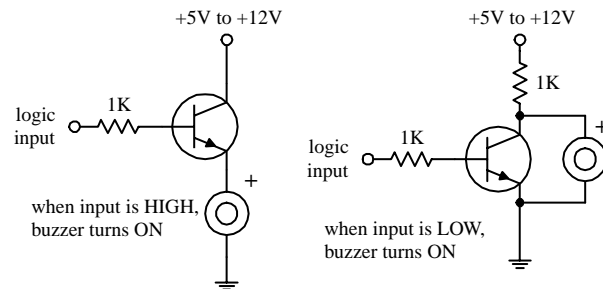 +5V to +12V
1K
logic
input
+
when input is HIGH,
buzzer turns ON
+5V to +12V
1K
1K
logic
input
+
when input is LOW,
buzzer turns ON